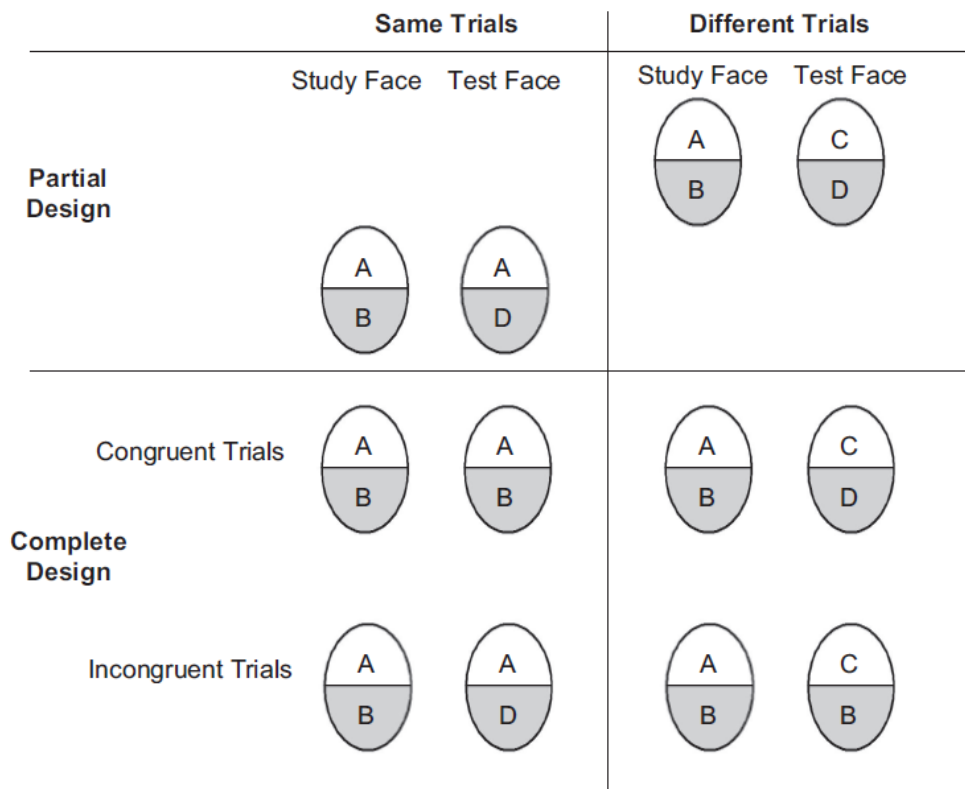 Same Trials Different Trials
Study Face Test Face Study Face Test Face
A C
Partial
Design
B D
A A
B D
Congruent Trials
A A A C
B B B D
Complete
Design
Incongruent Trials
A A A C
B D B B